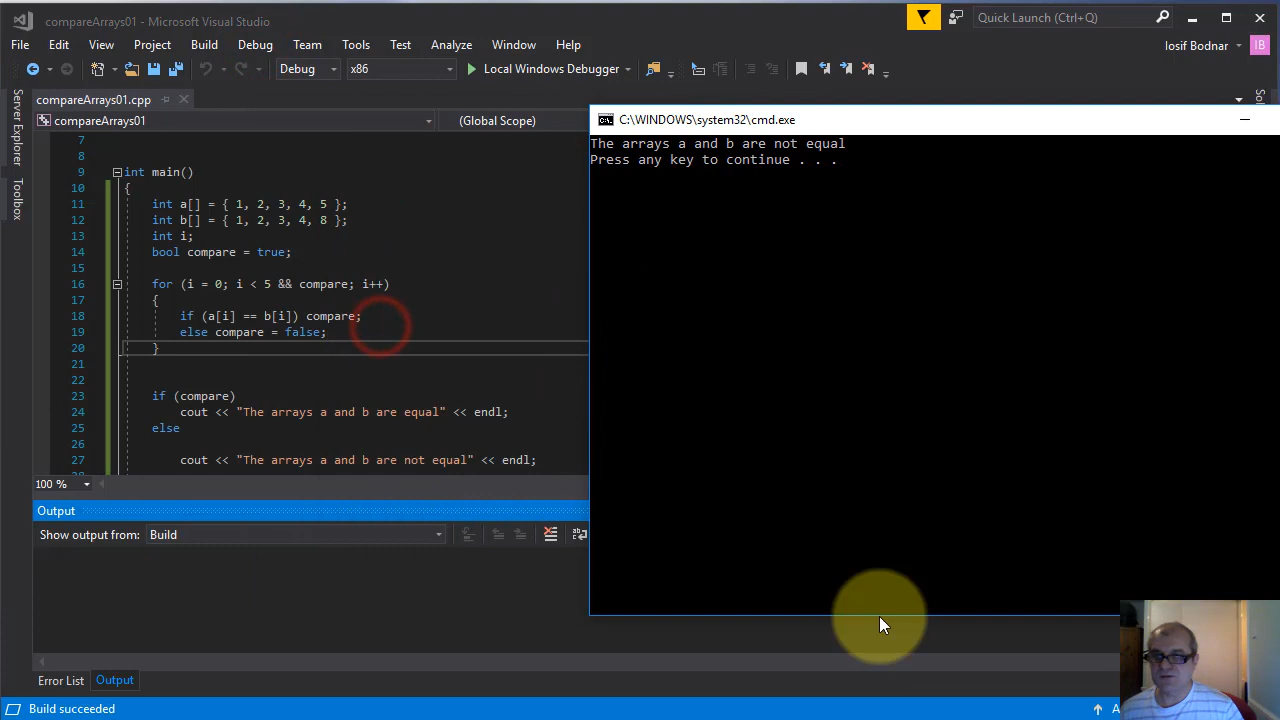 compareArrays01 - Microsoft Visual Studio
Quick Launch (Ctrl+Q)
File Edit View Project Build Debug Team Tools Test Analyze Window Help
Iosif Bodnar IB
Debug x86 Local Windows Debugger
Server Explorer
Toolbox
compareArrays01.cpp
compareArrays01 (Global Scope)
7
8
9 int main()
10 {
11 int a[] = { 1, 2, 3, 4, 5 };
12 int b[] = { 1, 2, 3, 4, 8 };
13 int i;
14 bool compare = true;
15
16 for (i = 0; i < 5 && compare; i++)
17 {
18 if (a[i] == b[i]) compare;
19 else compare = false;
20 }
21
22
23 if (compare)
24 cout << "The arrays a and b are equal" << endl;
25 else
26
27 cout << "The arrays a and b are not equal" << endl;
100 %
C:\WINDOWS\system32\cmd.exe
The arrays a and b are not equal
Press any key to continue . . .
Output
Show output from: Build
Error List Output
Build succeeded